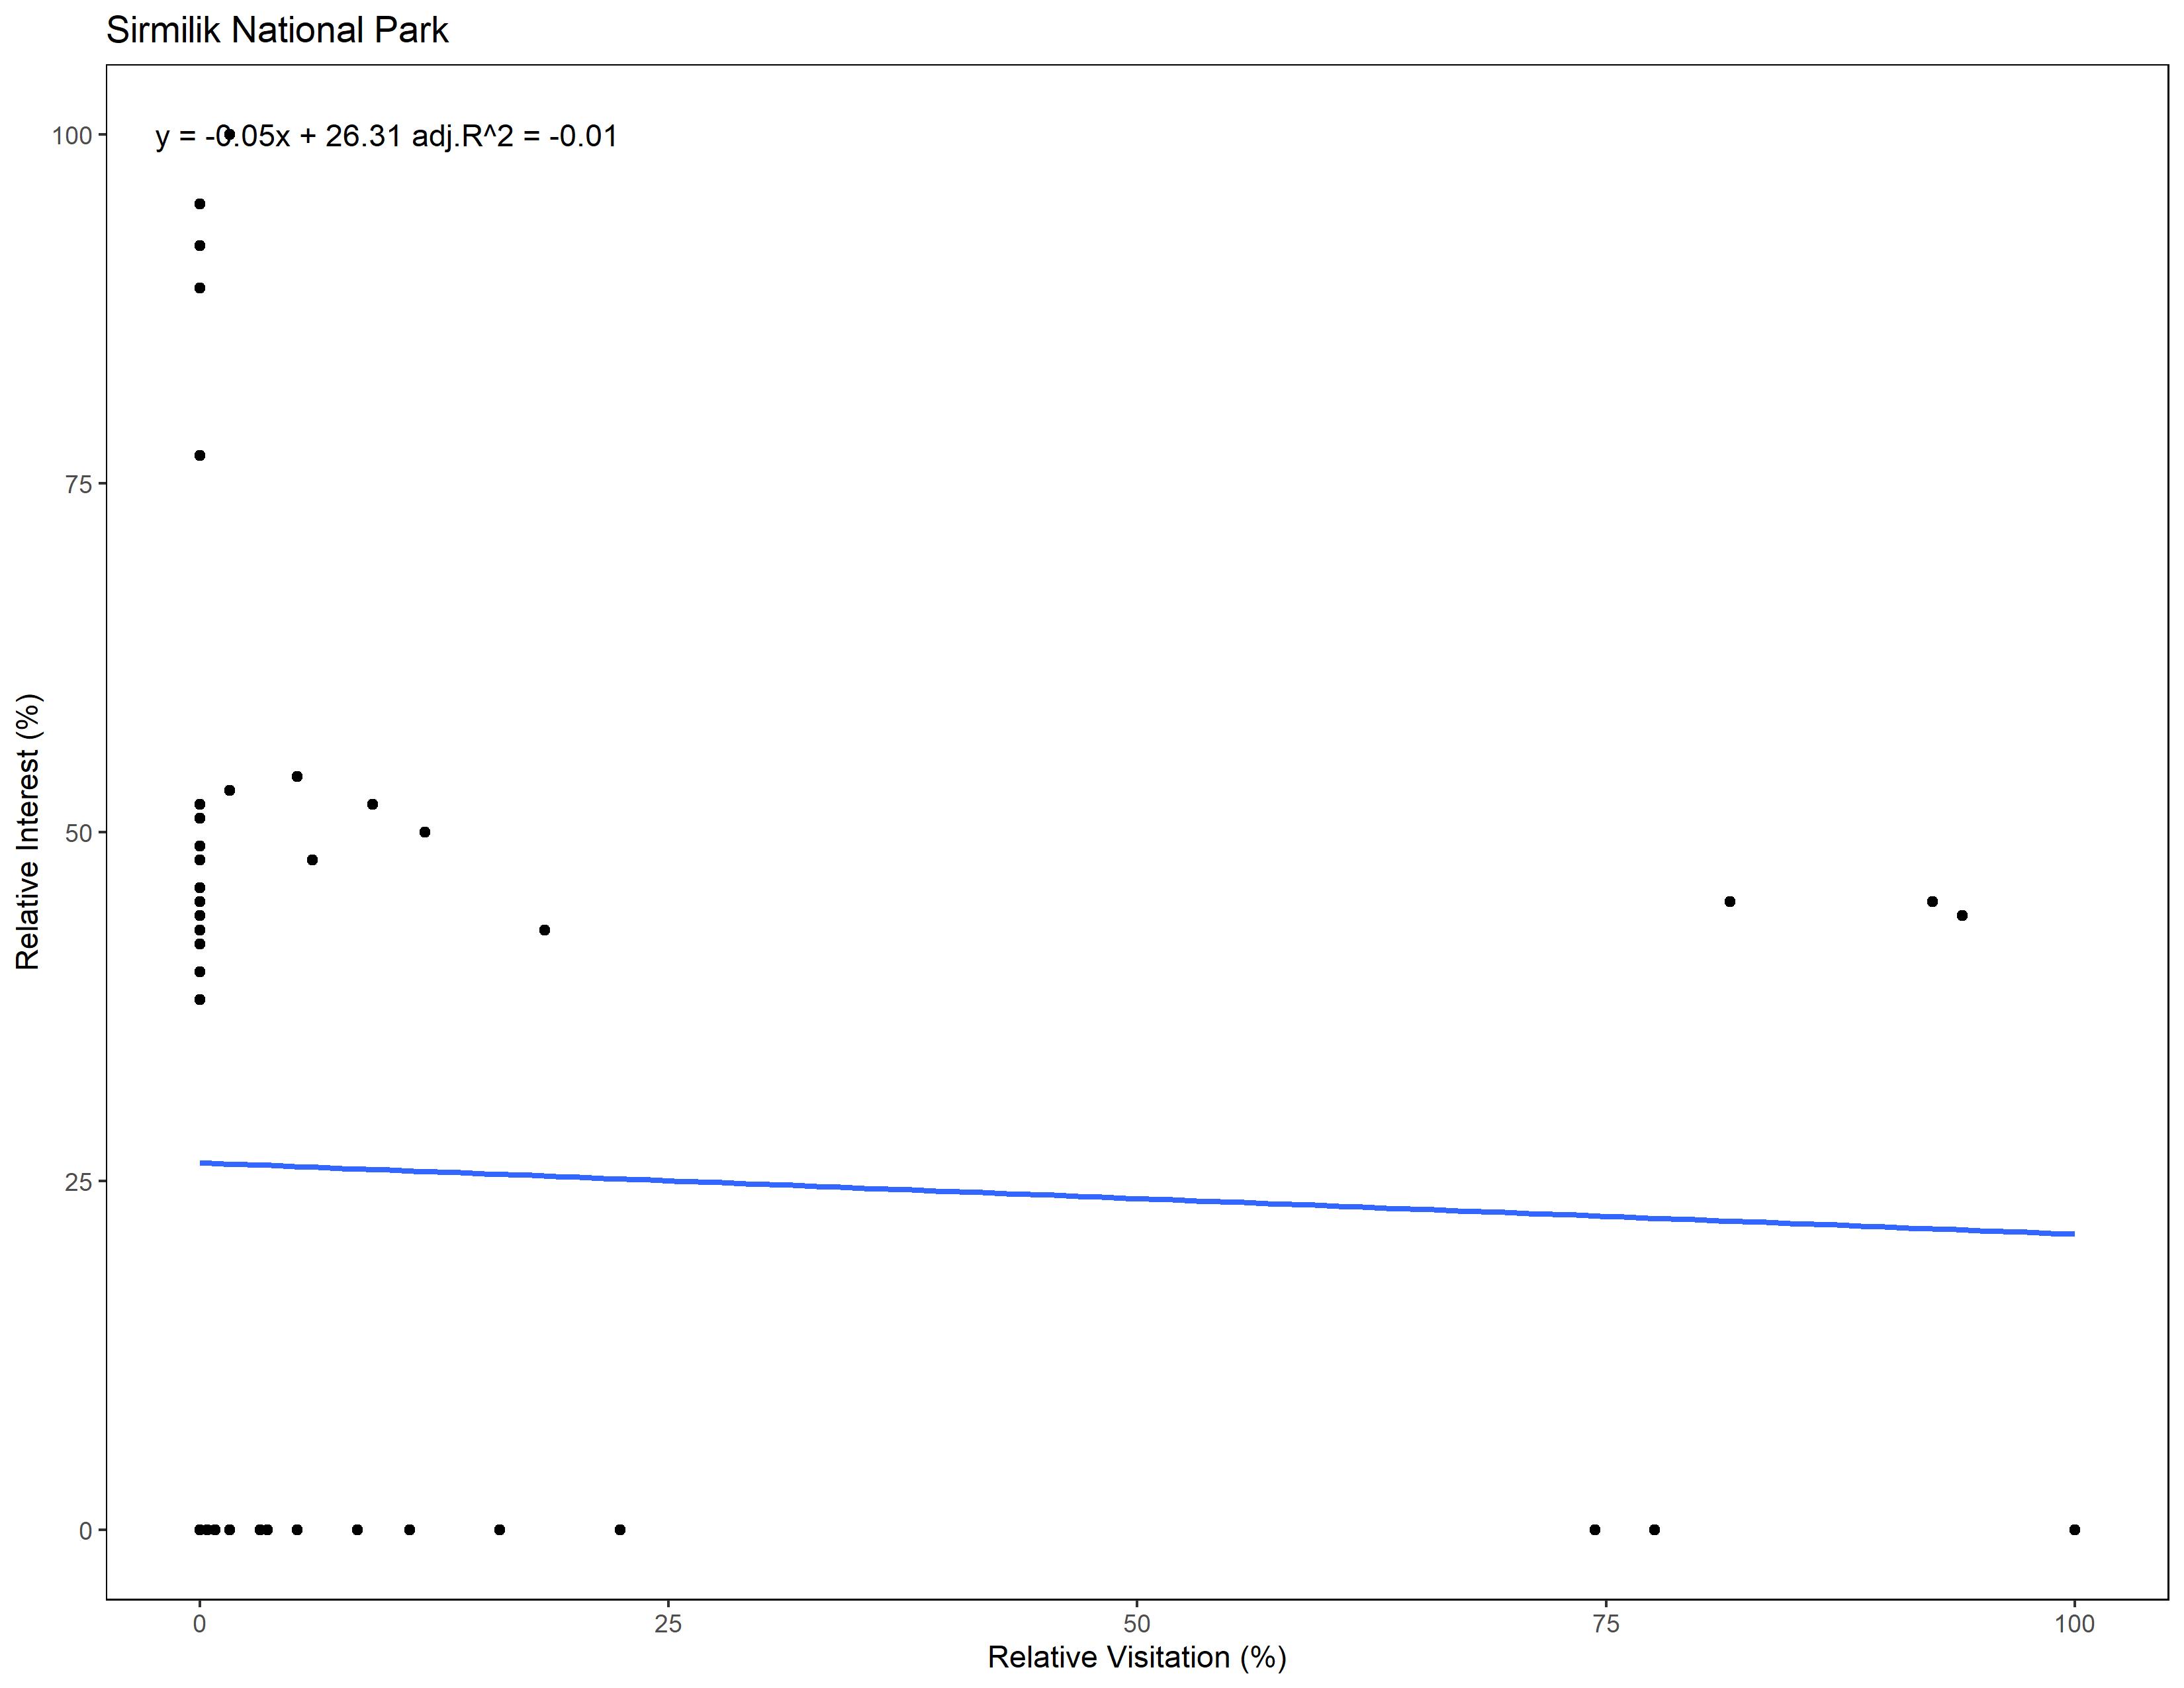 Sirmilik National Park
y = -0.05x + 26.31 adj.R^2 = -0.01
100
75
50
25
0
Relative Interest (%)
0 25 50 75 100
Relative Visitation (%)